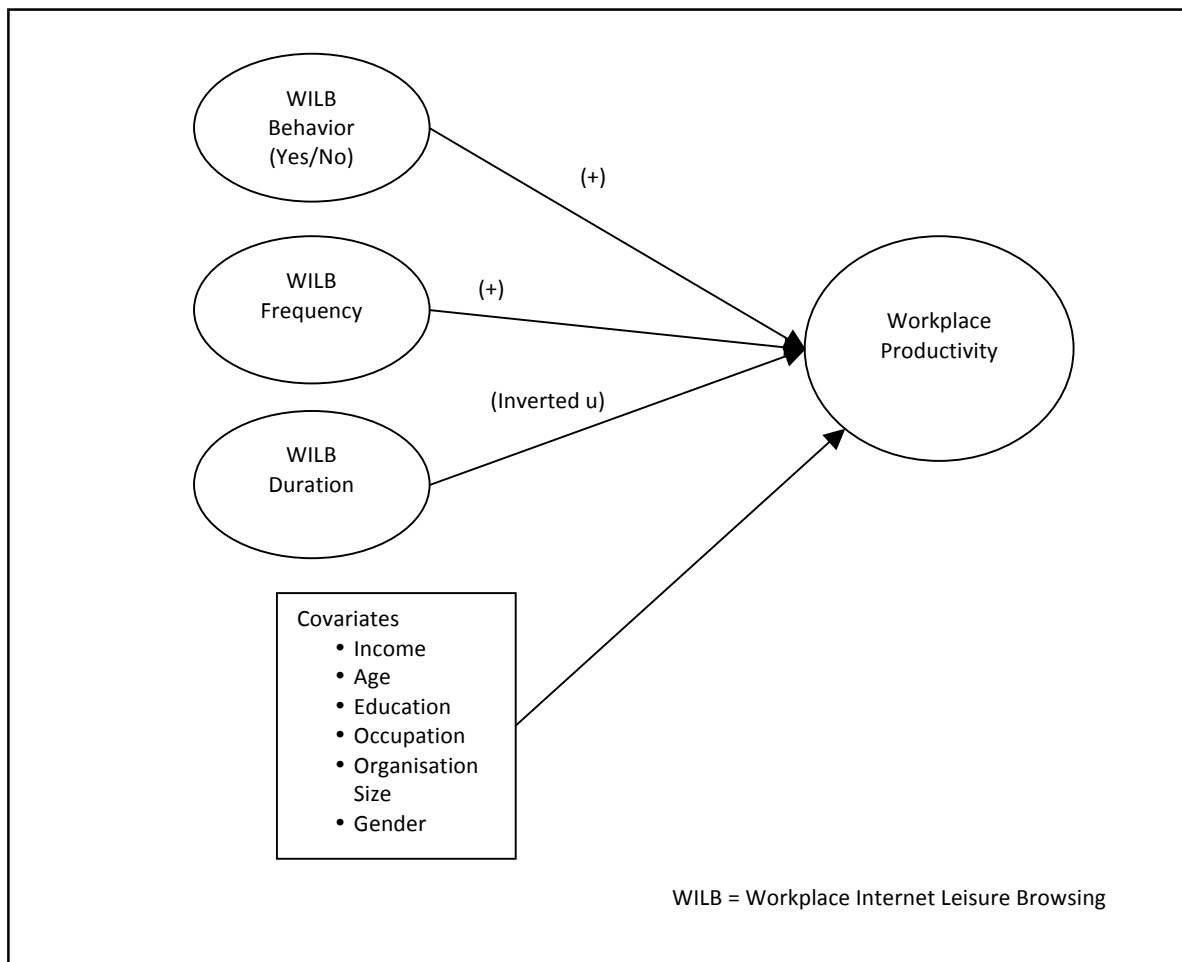 WILB
Behavior
(Yes/No)
(+)
WILB
Frequency
(+)
Workplace
Productivity
(Inverted u)
WILB
Duration
Covariates
• Income
• Age
• Education
• Occupation
• Organisation
Size
• Gender
WILB = Workplace Internet Leisure Browsing